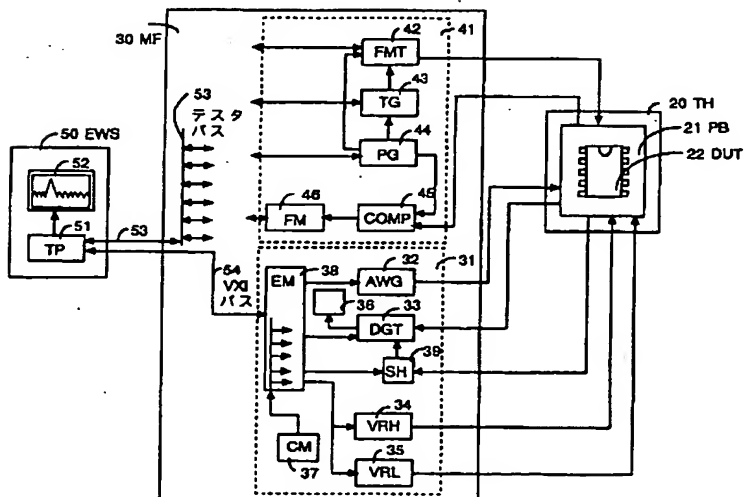 30 MF
42
41
FMT
43
TG
44
PG
53
テスタ
バス
46
FM
45
COMP
20 TH
21 PB
22 DUT
50 EWS
52
51
TP
53
54
VXI
バス
38
EM
32
AWG
31
36
33
DGT
39
SH
34
VRH
35
VRL
CM
37